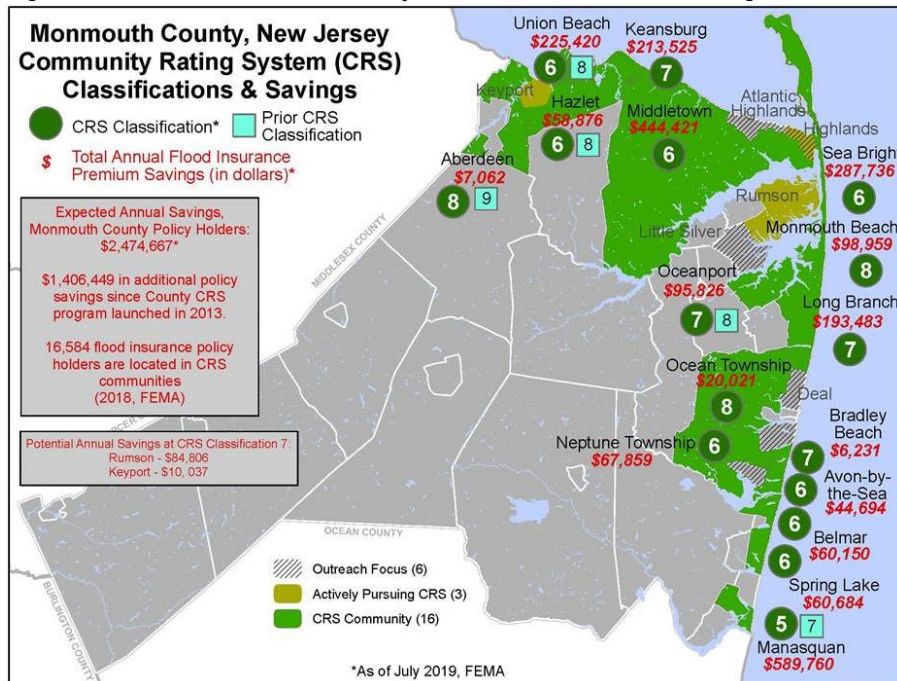 Monmouth County, New Jersey
Community Rating System (CRS)
Classifications & Savings
CRS Classification*
Prior CRS
Classification
$ Total Annual Flood Insurance
Premium Savings (in dollars)*
Expected Annual Savings,
Monmouth County Policy Holders:
$2,474,667*
$1,406,449 in additional policy
savings since County CRS
program launched in 2013.
16,584 flood insurance policy
holders are located in CRS
communities
(2018, FEMA)
Potential Annual Savings at CRS Classification 7:
Rumson - $84,806
Keyport - $10, 037
Union Beach
$225,420
6 8
Keansburg
$213,525
7
Keyport
Hazlet
$58,876
6 8
Middletown
$444,421
6
Atlantic
Highlands
Highlands
Aberdeen
$7,062
8 9
Sea Bright
$287,736
6
Rumson
Little Silver
Monmouth Beach
$98,959
8
Oceanport
$95,826
7 8
Long Branch
$193,483
7
Ocean Township
$20,021
8
Deal
Neptune Township
$67,859
6
Bradley
Beach
$6,231
7
Avon-by-
the-Sea
$44,694
6
6
Belmar
$60,150
6
Spring Lake
$60,684
5 7
Manasquan
$589,760
MIDDLESEX COUNTY
OCEAN COUNTY
BURLINGTON COUNTY
Outreach Focus (6)
Actively Pursuing CRS (3)
CRS Community (16)
*As of July 2019, FEMA